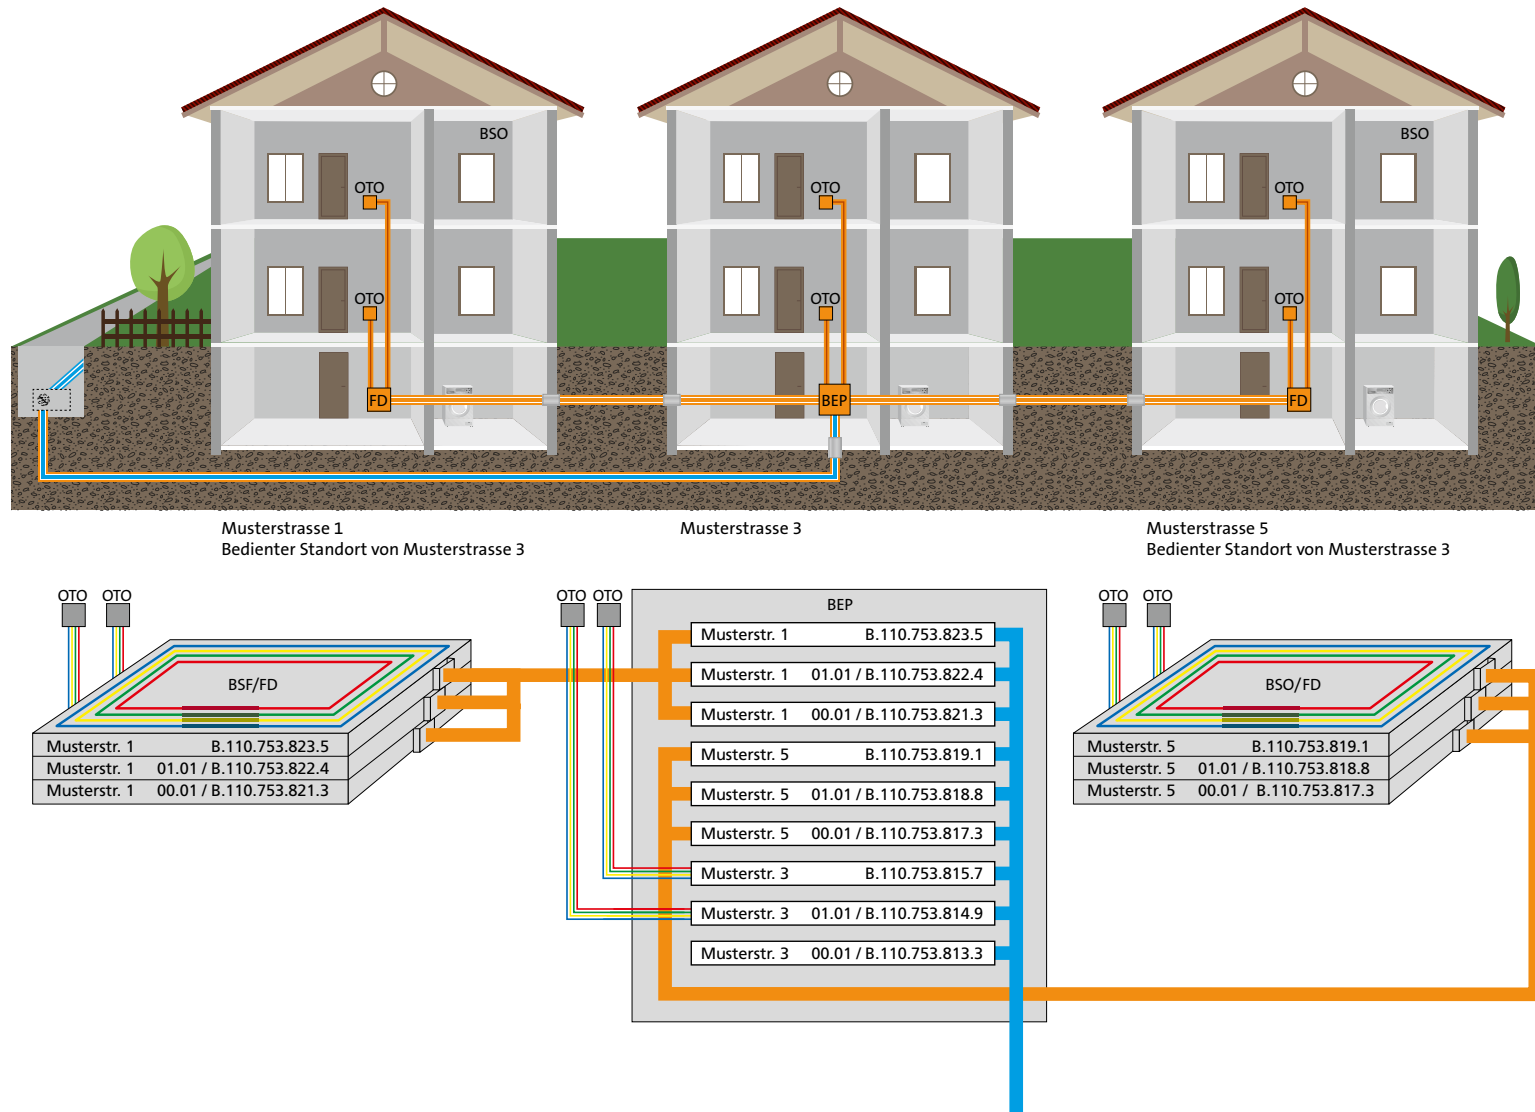 BSO
BSO
OTO
OTO
OTO
OTO
OTO
OTO
FD
BEP
FD
Musterstrasse 1
Bedienter Standort von Musterstrasse 3
Musterstrasse 3
Musterstrasse 5
Bedienter Standort von Musterstrasse 3
OTO OTO
BSF/FD
Musterstr. 1 B.110.753.823.5
Musterstr. 1 01.01 / B.110.753.822.4
Musterstr. 1 00.01 / B.110.753.821.3
OTO OTO
BEP
Musterstr. 1 B.110.753.823.5
Musterstr. 1 01.01 / B.110.753.822.4
Musterstr. 1 00.01 / B.110.753.821.3
Musterstr. 5 B.110.753.819.1
Musterstr. 5 01.01 / B.110.753.818.8
Musterstr. 5 00.01 / B.110.753.817.3
Musterstr. 3 B.110.753.815.7
Musterstr. 3 01.01 / B.110.753.814.9
Musterstr. 3 00.01 / B.110.753.813.3
OTO OTO
BSO/FD
Musterstr. 5 B.110.753.819.1
Musterstr. 5 01.01 / B.110.753.818.8
Musterstr. 5 00.01 / B.110.753.817.3